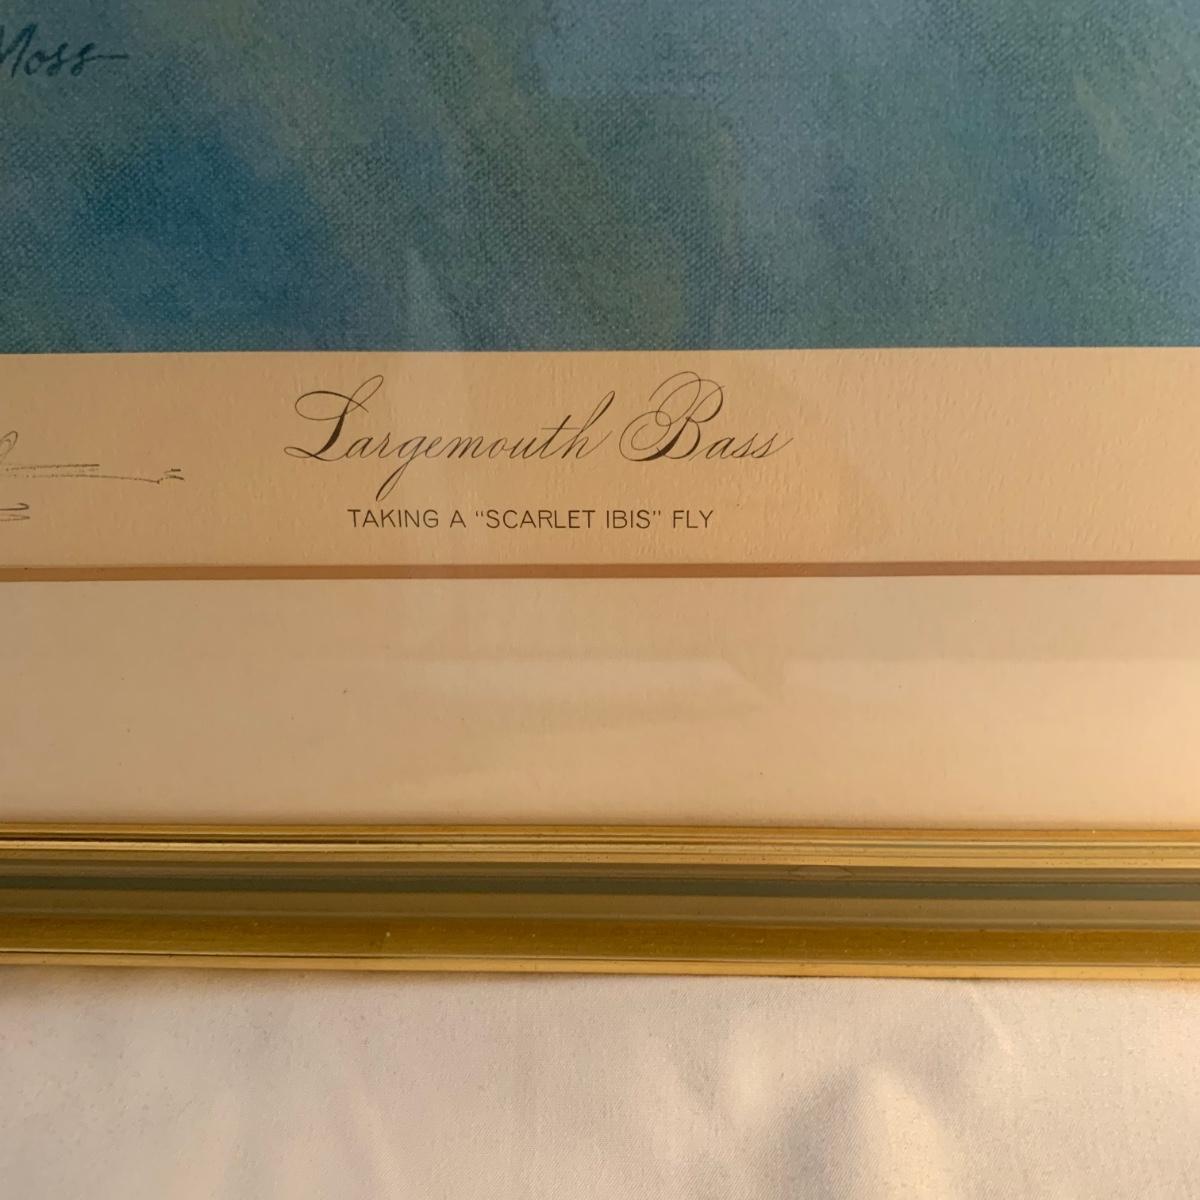 Moss
Largemouth Bass
TAKING A "SCARLET IBIS" FLY